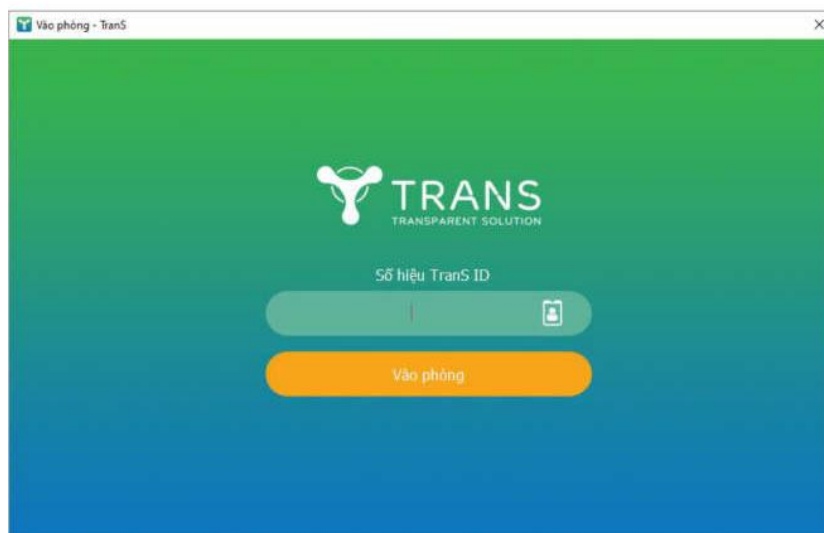 Vào phòng - TranS
TRANS
TRANSPARENT SOLUTION
Số hiệu TranS ID
Vào phòng